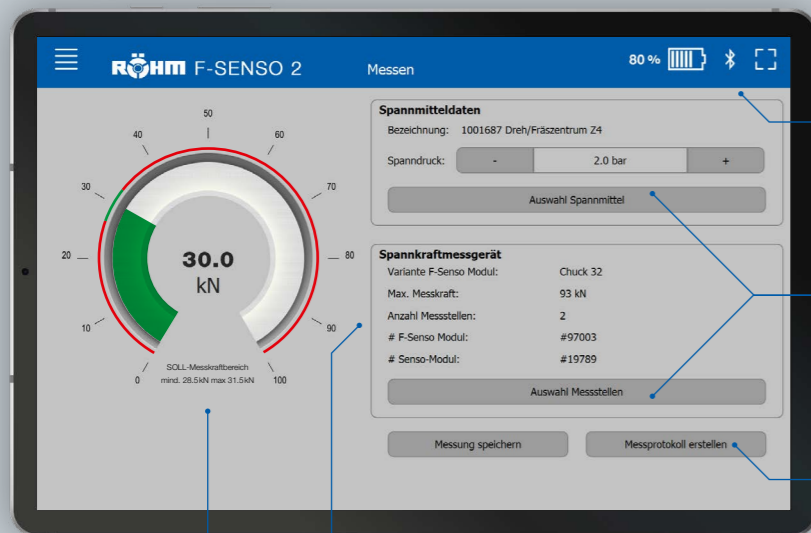 RÖHM F-SENSO 2
Messen
80 %
0
10
20
30
40
50
60
70
80
90
100
30.0
kN
SOLL-Messkraftbereich
mind. 28.5kN max 31.5kN
Spannmitteldaten
Bezeichnung: 1001687 Dreh/Fräszentrum Z4
Spanndruck: - 2.0 bar +
Auswahl Spannmittel
Spannkraftmessgerät
Variante F-Senso Modul: Chuck 32
Max. Messkraft: 93 kN
Anzahl Messstellen: 2
# F-Senso Modul: #97003
# Senso-Modul: #19789
Auswahl Messstellen
Messung speichern
Messprotokoll erstellen